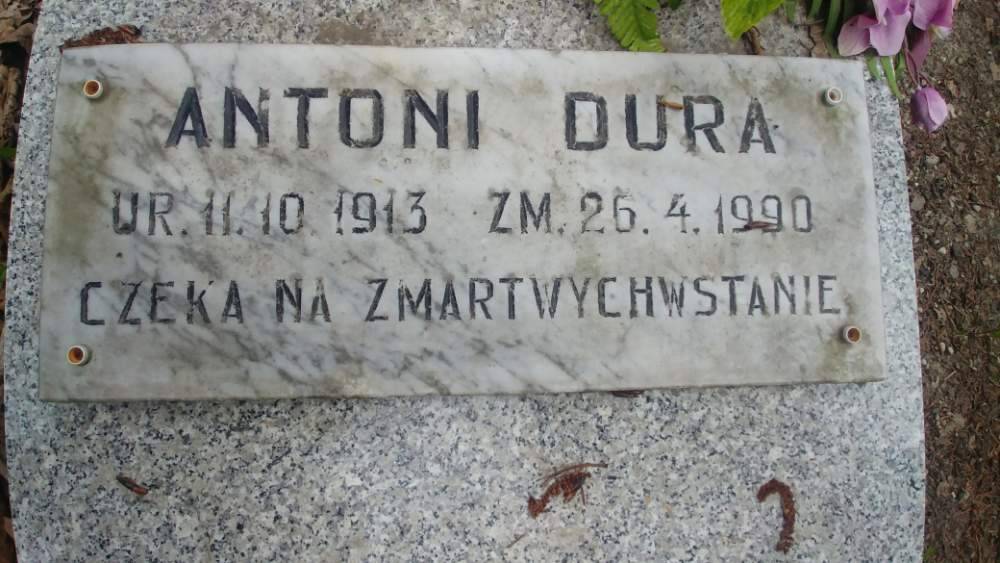 ANTONI DURA
UR. 11. 10. 1913 ZM. 26. 4. 1990
CZEKA NA ZMARTWYCHWSTANIE